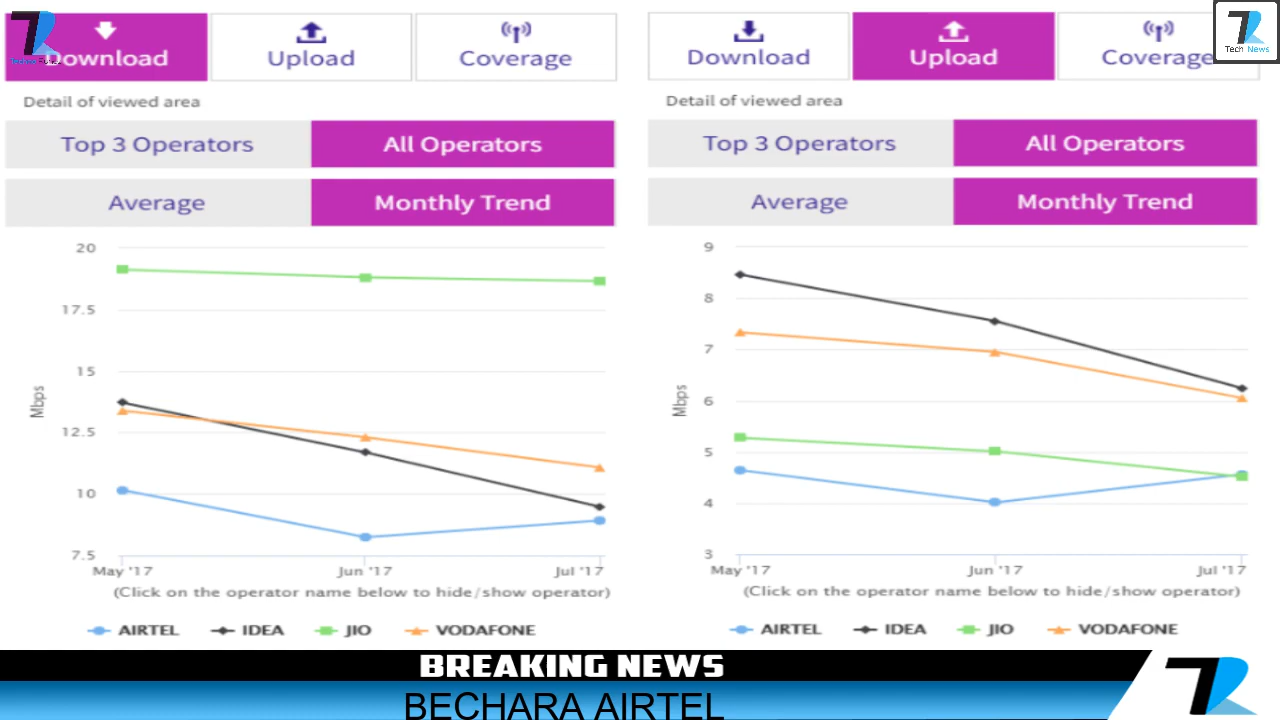 Download
Upload
Coverage
Detail of viewed area
Top 3 Operators
All Operators
Average
Monthly Trend
20
17.5
15
12.5
10
7.5
Mbps
May '17
Jun '17
Jul '17
(Click on the operator name below to hide/show operator)
AIRTEL IDEA JIO VODAFONE
Download
Upload
Coverage
Tech News
Detail of viewed area
Top 3 Operators
All Operators
Average
Monthly Trend
9
8
7
6
5
4
3
Mbps
May '17
Jun '17
Jul '17
(Click on the operator name below to hide/show operator)
AIRTEL IDEA JIO VODAFONE
BREAKING NEWS
BECHARA AIRTEL